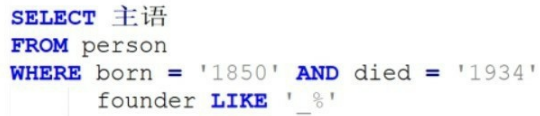 SELECT 主语
FROM person
WHERE born = '1850' AND died = '1934'
founder LIKE '_%'